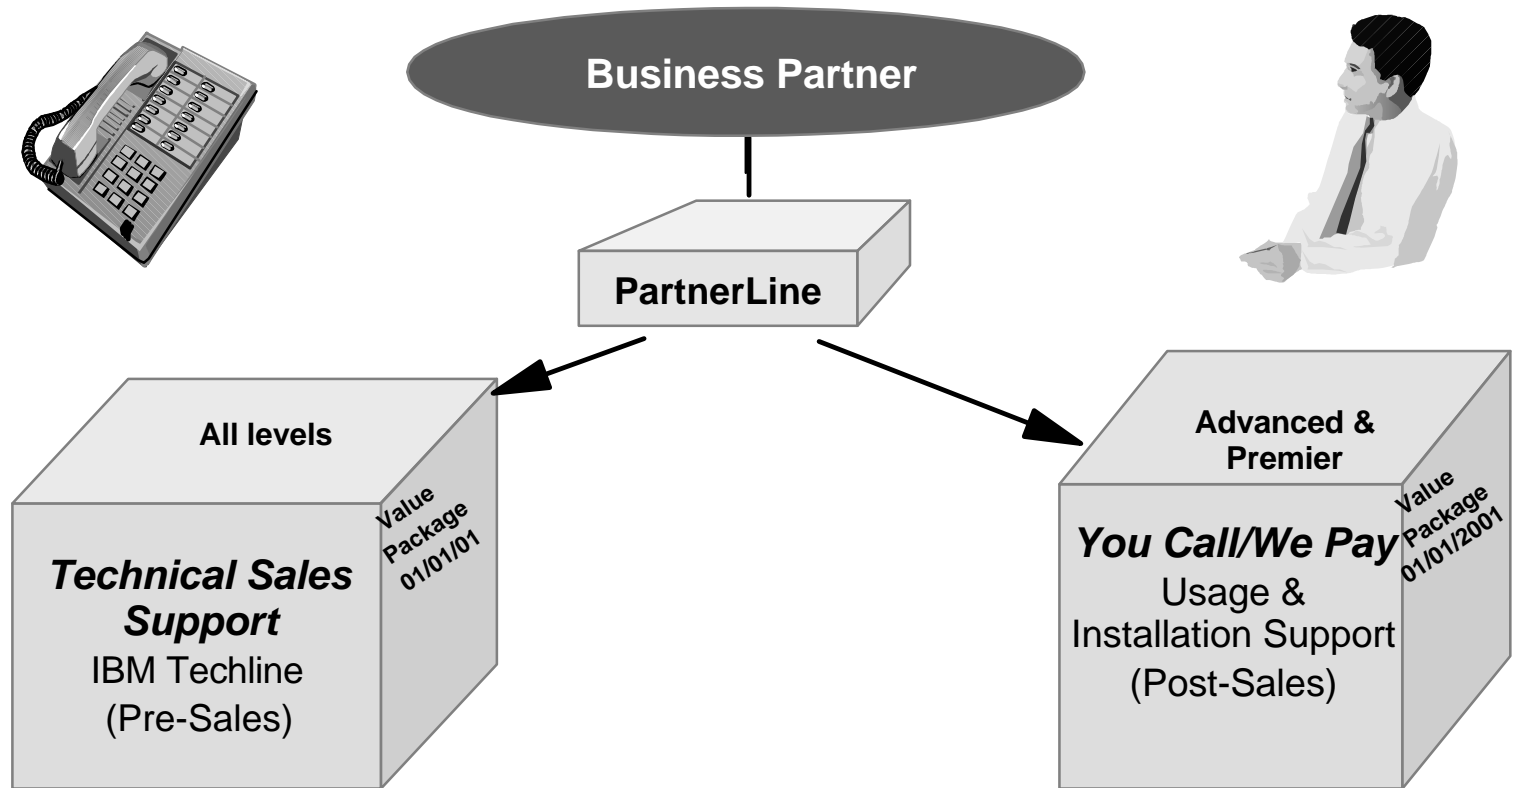 Business Partner
PartnerLine
All levels
Technical Sales
Support
IBM Techline
(Pre-Sales)
Value
Package
01/01/01
Advanced &
Premier
You Call/We Pay
Usage &
Installation Support
(Post-Sales)
Value
Package
01/01/2001